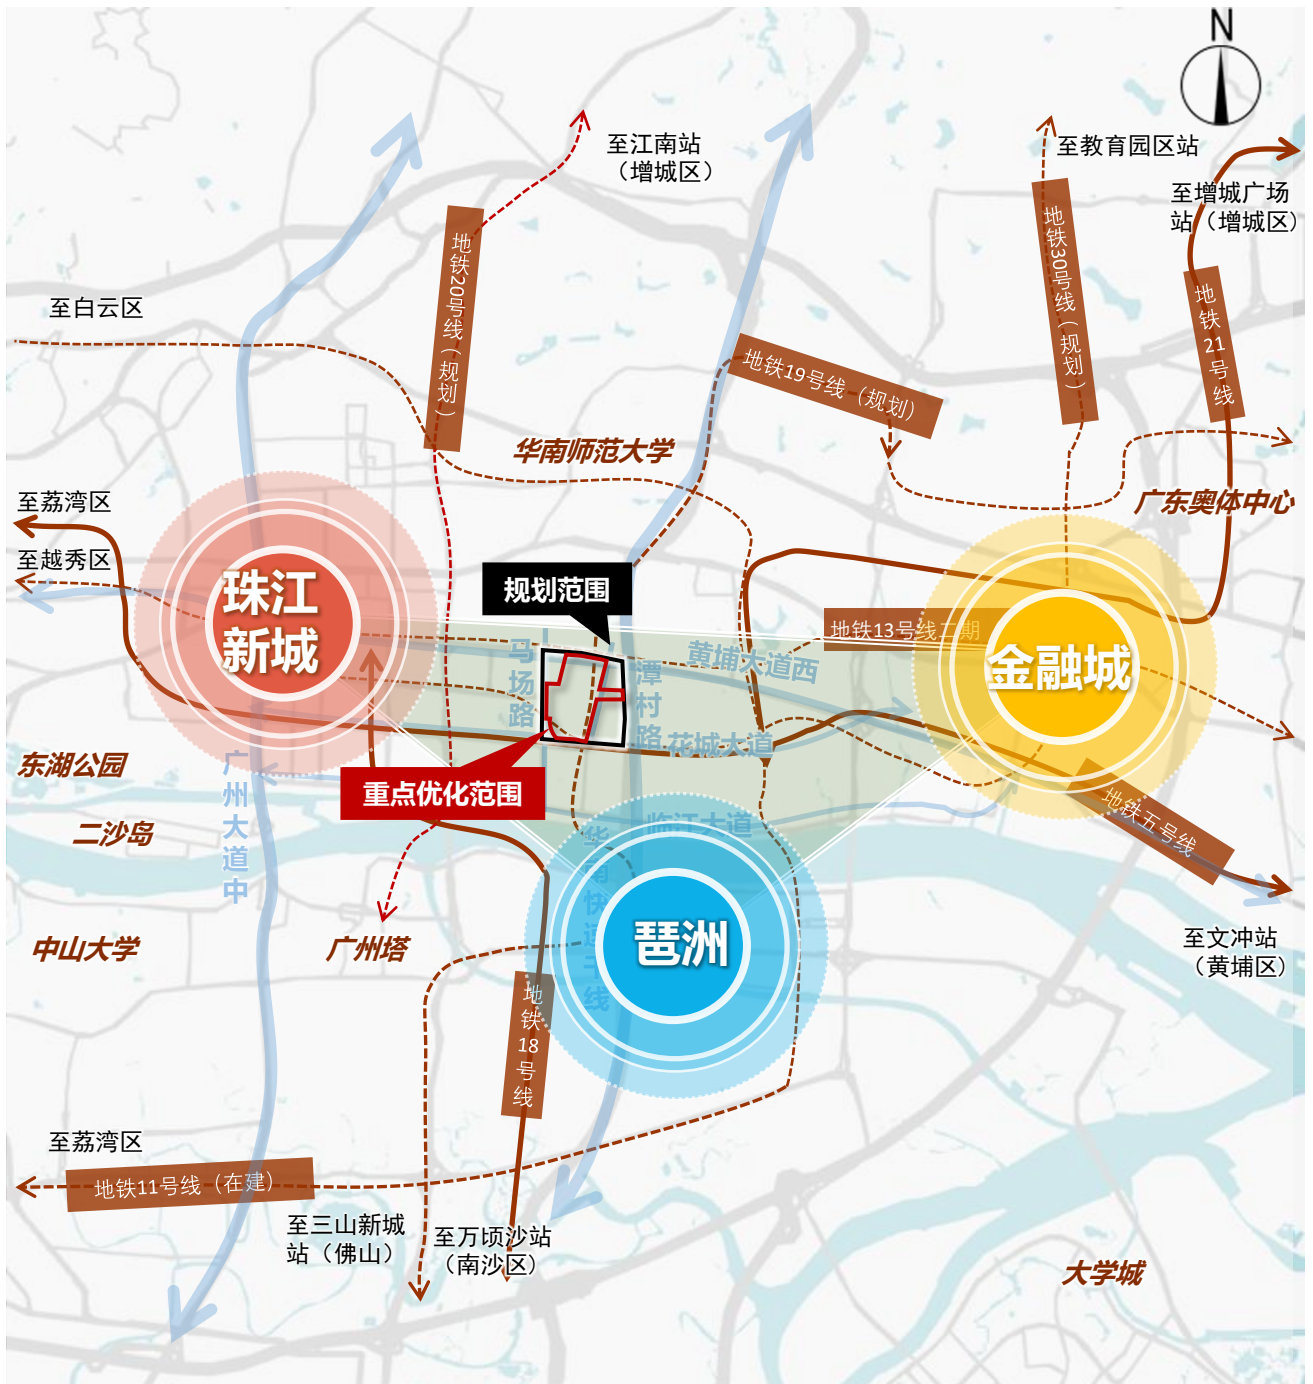 N
至江南站
（增城区）
至教育园区站
至增城广场
站（增城区）
地铁20号线（规划）
地铁30号线（规划）
地铁21号线
至白云区
地铁19号线（规划）
华南师范大学
至荔湾区
广东奥体中心
至越秀区
珠江
新城
规划范围
地铁13号线二期
马场路
黄埔大道西
潭村路
金融城
花城大道
东湖公园
广州大道中
重点优化范围
二沙岛
临江大道
地铁五号线
华南快速干线
中山大学
广州塔
琵洲
至文冲站
（黄埔区）
地铁18号线
至荔湾区
地铁11号线（在建）
至三山新城
站（佛山）
至万顷沙站
（南沙区）
大学城